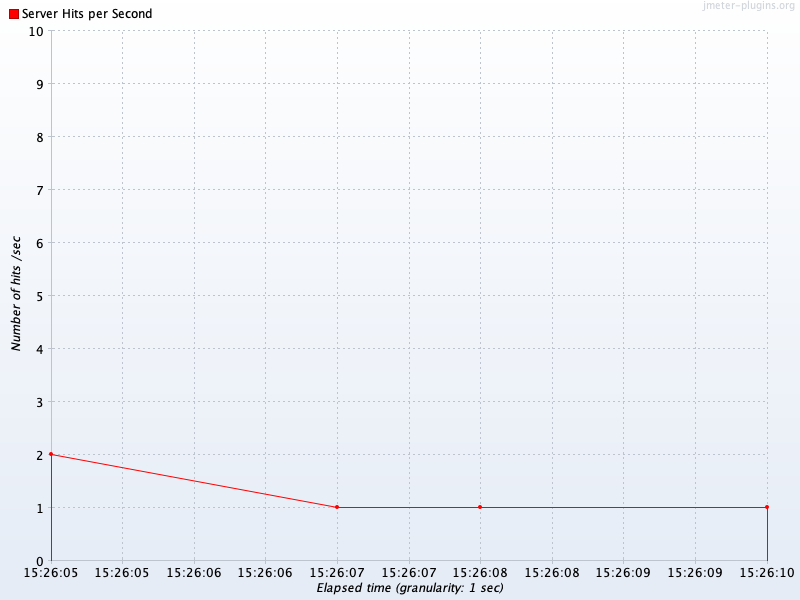 Server Hits per Second
jmeter-plugins.org
10
9
8
7
6
5
4
3
2
1
0
Number of hits /sec
15:26:05 15:26:05 15:26:06 15:26:06 15:26:07 15:26:07 15:26:08 15:26:08 15:26:09 15:26:09 15:26:10
Elapsed time (granularity: 1 sec)